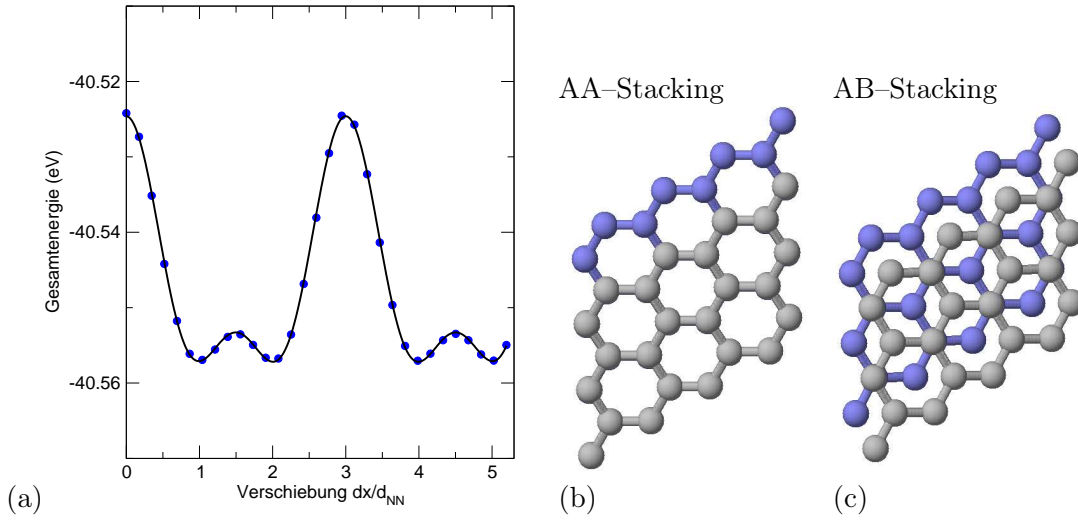 -40.52
-40.54
-40.56
Gesamtenergie (eV)
0 1 2 3 4 5
Verschiebung dx/d_NN
(a)
AA–Stacking
(b)
AB–Stacking
(c)